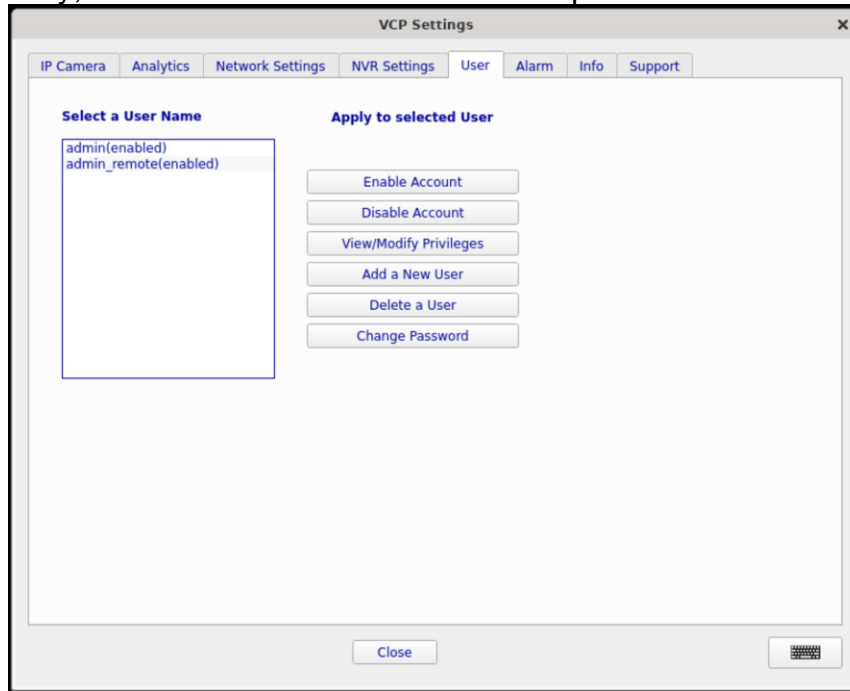 VCP Settings
IP Camera Analytics Network Settings NVR Settings User Alarm Info Support
Select a User Name Apply to selected User
admin(enabled)
admin_remote(enabled)
Enable Account
Disable Account
View/Modify Privileges
Add a New User
Delete a User
Change Password
Close